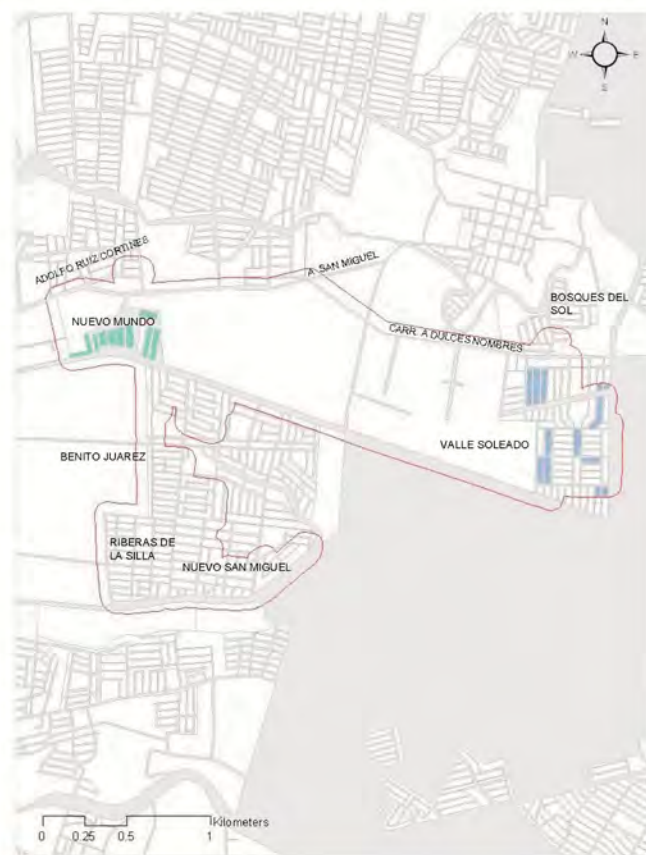 N
W E
S
ADOLFO RUIZ CORTINES
A. SAN MIGUEL
BOSQUES DEL
SOL
NUEVO MUNDO
CARR. A DULCES NOMBRES
VALLE SOLEADO
BENITO JUAREZ
RIBERAS DE
LA SILLA
NUEVO SAN MIGUEL
Kilometers
0 0.25 0.5 1